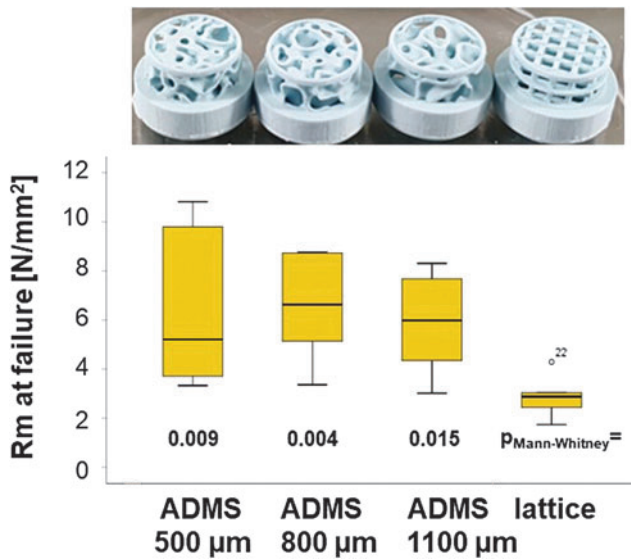 Rm at failure [N/mm²]
12
10
8
6
4
2
0
22
0.009 0.004 0.015 pMann-Whitney=
ADMS ADMS ADMS lattice
500 µm 800 µm 1100 µm